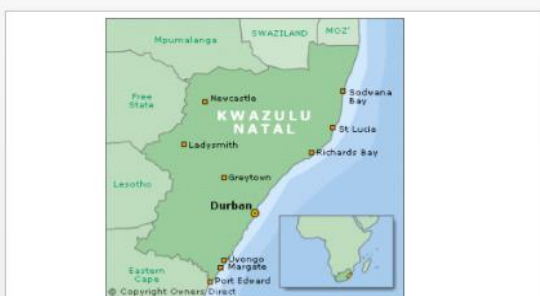 SWAZILAND
MOZ'
Mpumalanga
Free
State
Newcastle
Sodwana
Bay
KWAZULU
NATAL
St Lucia
Ladysmith
Richards Bay
Greytown
Lesotho
Durban
Uvongo
Margate
Eastern
Cape
Port Edward
© Copyright Owners Direct